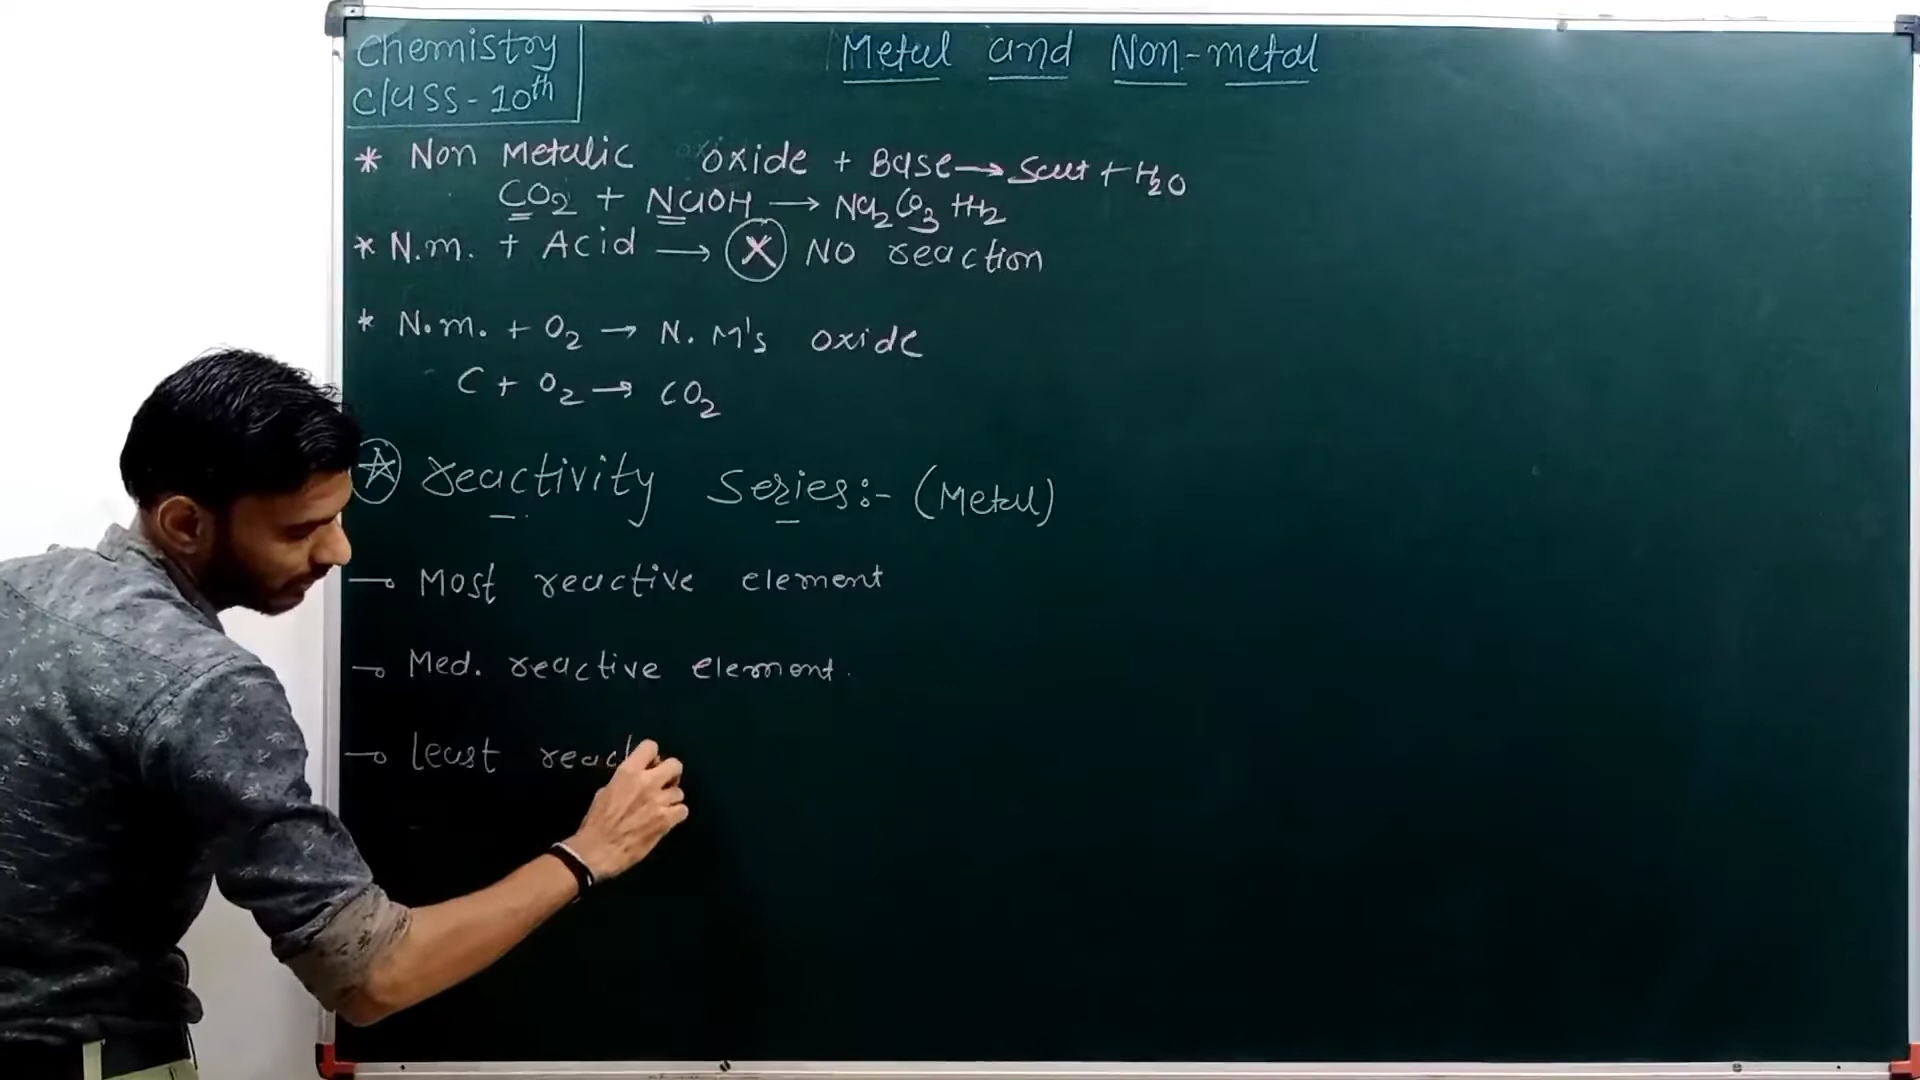 Chemistry
Class-10th
Metal and Non-metal
* Non Metalic oxide + Base → Salt + H₂O
CO₂ + NaOH → Na₂CO₃ + H₂
* N.m. + Acid → X NO reaction
* N.m. + O₂ → N. M's oxide
C + O₂ → CO₂
☆ reactivity Series:- (Metal)
→ Most reactive element
→ Med. reactive element.
→ Least react